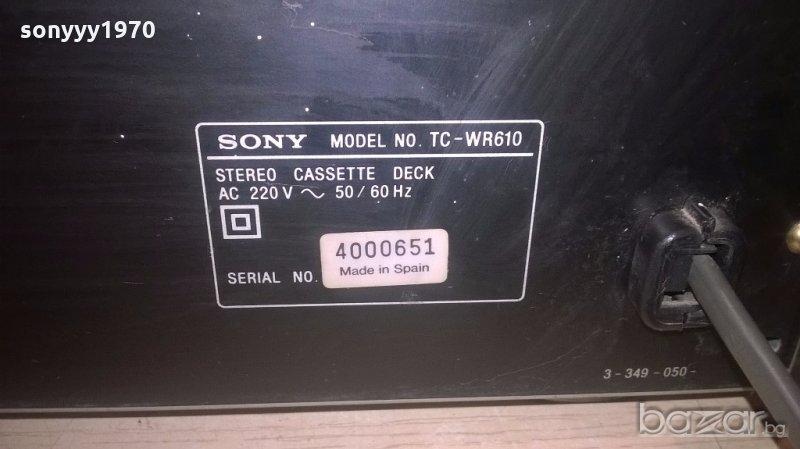 sonyyy1970
SONY MODEL NO. TC-WR610
STEREO CASSETTE DECK
AC 220 V ~ 50 / 60 Hz
SERIAL NO. 4000651
Made in Spain
3 - 349 - 050 -
bazar.bg